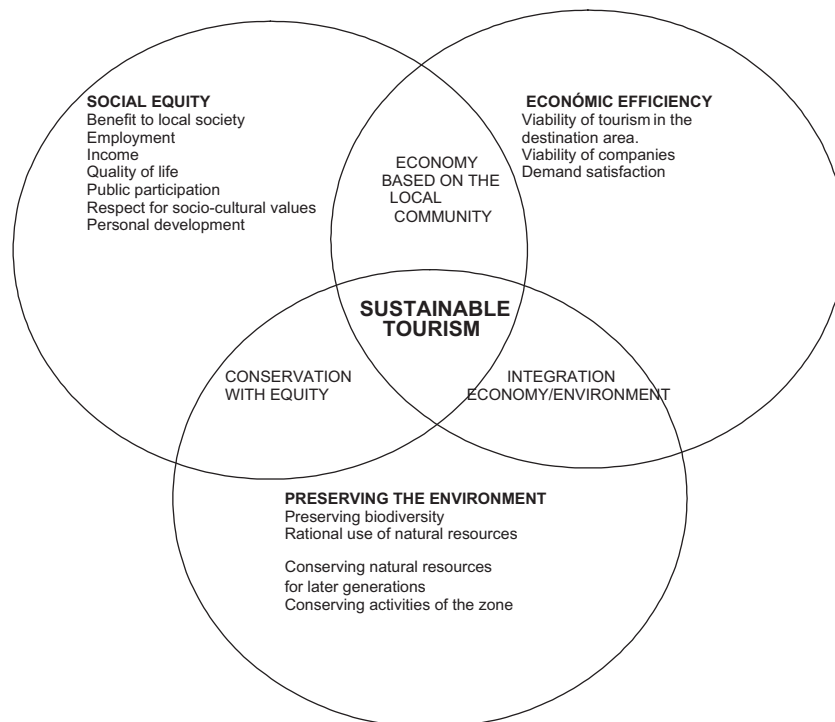 SOCIAL EQUITY
Benefit to local society
Employment
Income
Quality of life
Public participation
Respect for socio-cultural values
Personal development
ECONOMY
BASED ON THE
LOCAL
COMMUNITY
ECONÓMIC EFFICIENCY
Viability of tourism in the
destination area.
Viability of companies
Demand satisfaction
SUSTAINABLE
TOURISM
CONSERVATION
WITH EQUITY
INTEGRATION
ECONOMY/ENVIRONMENT
PRESERVING THE ENVIRONMENT
Preserving biodiversity
Rational use of natural resources
Conserving natural resources
for later generations
Conserving activities of the zone